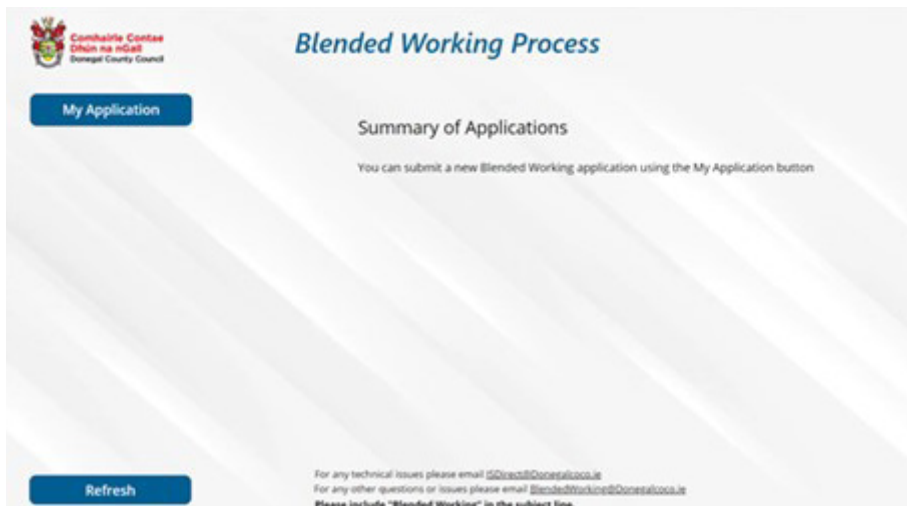 Comhairle Contae
Dhún na nGall
Donegal County Council
Blended Working Process
My Application
Summary of Applications
You can submit a new Blended Working application using the My Application button
For any technical issues please email ISDirect@Donegalcoco.ie
Refresh
For any other questions or issues please email BlendedWorking@Donegalcoco.ie
Please include "Blended Working" in the subject line.